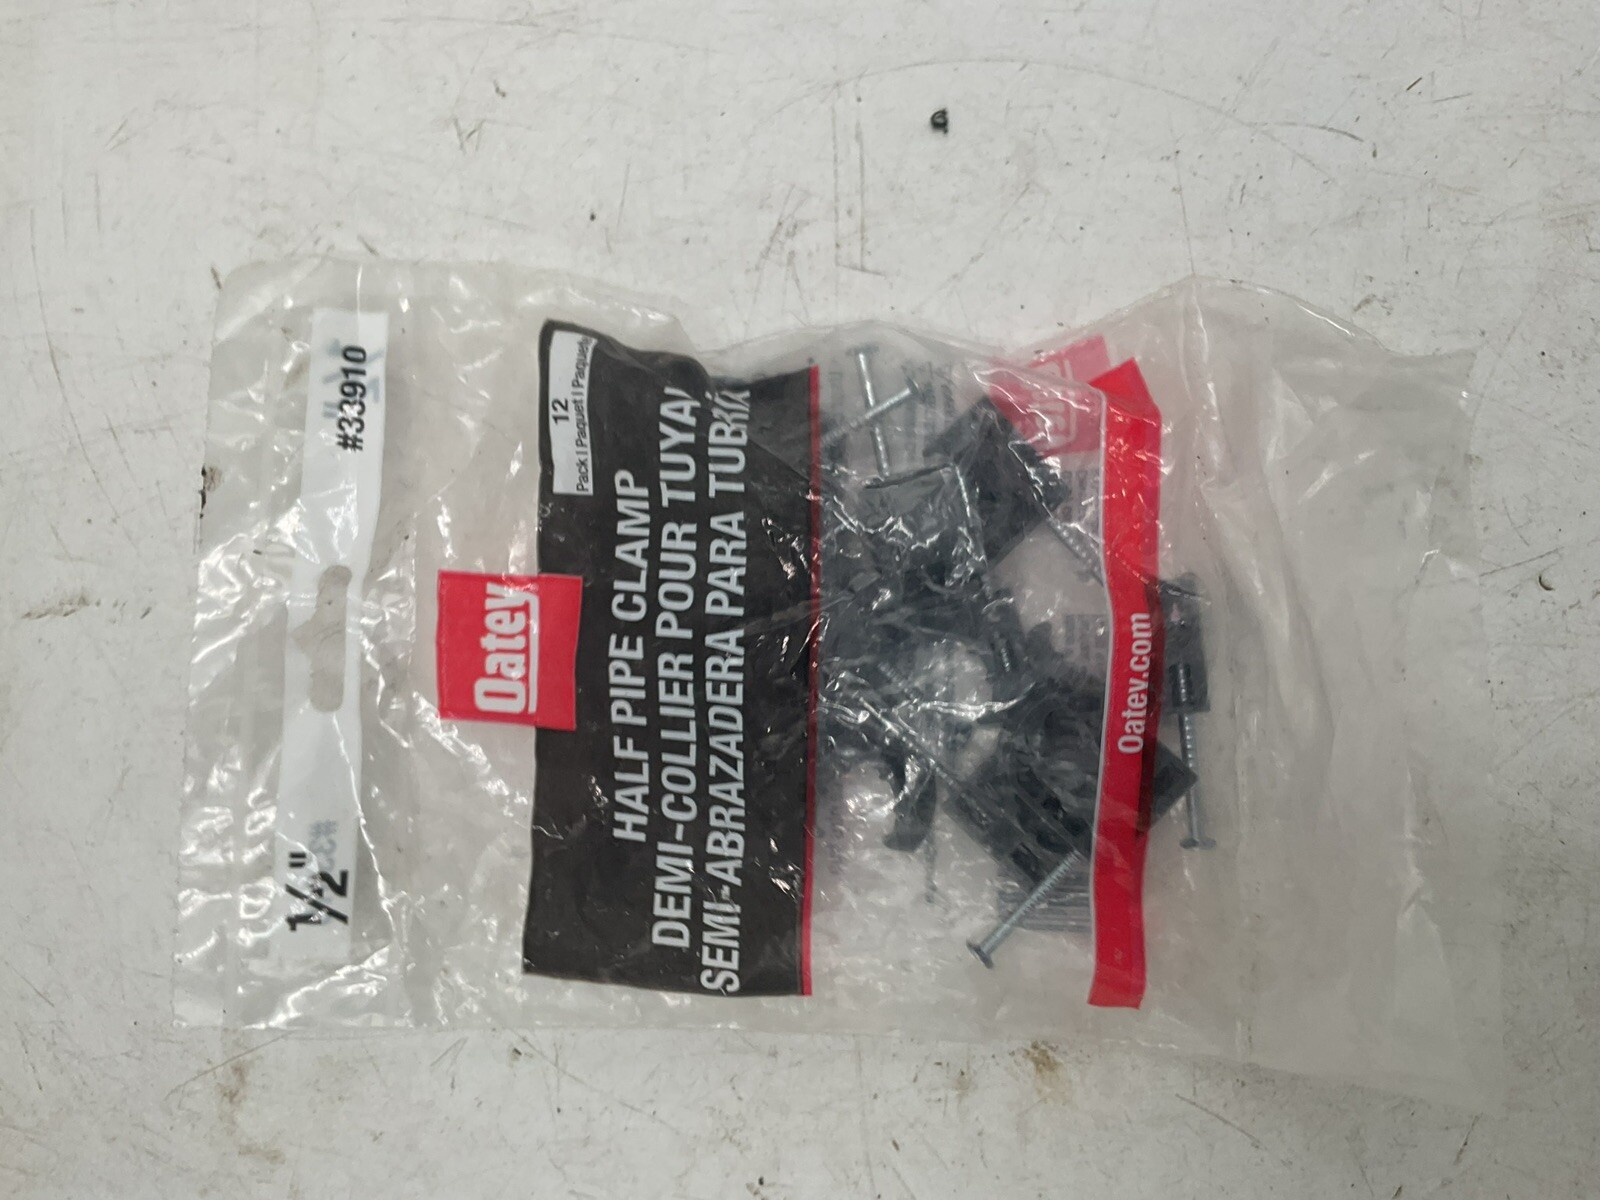 1/2"
#33910
Oatey
12
Pack | Paquet | Paquete
HALF PIPE CLAMP
DEMI-COLLIER POUR TUYAU
SEMI-ABRAZADERA PARA TUBRÍA
Oatey.com